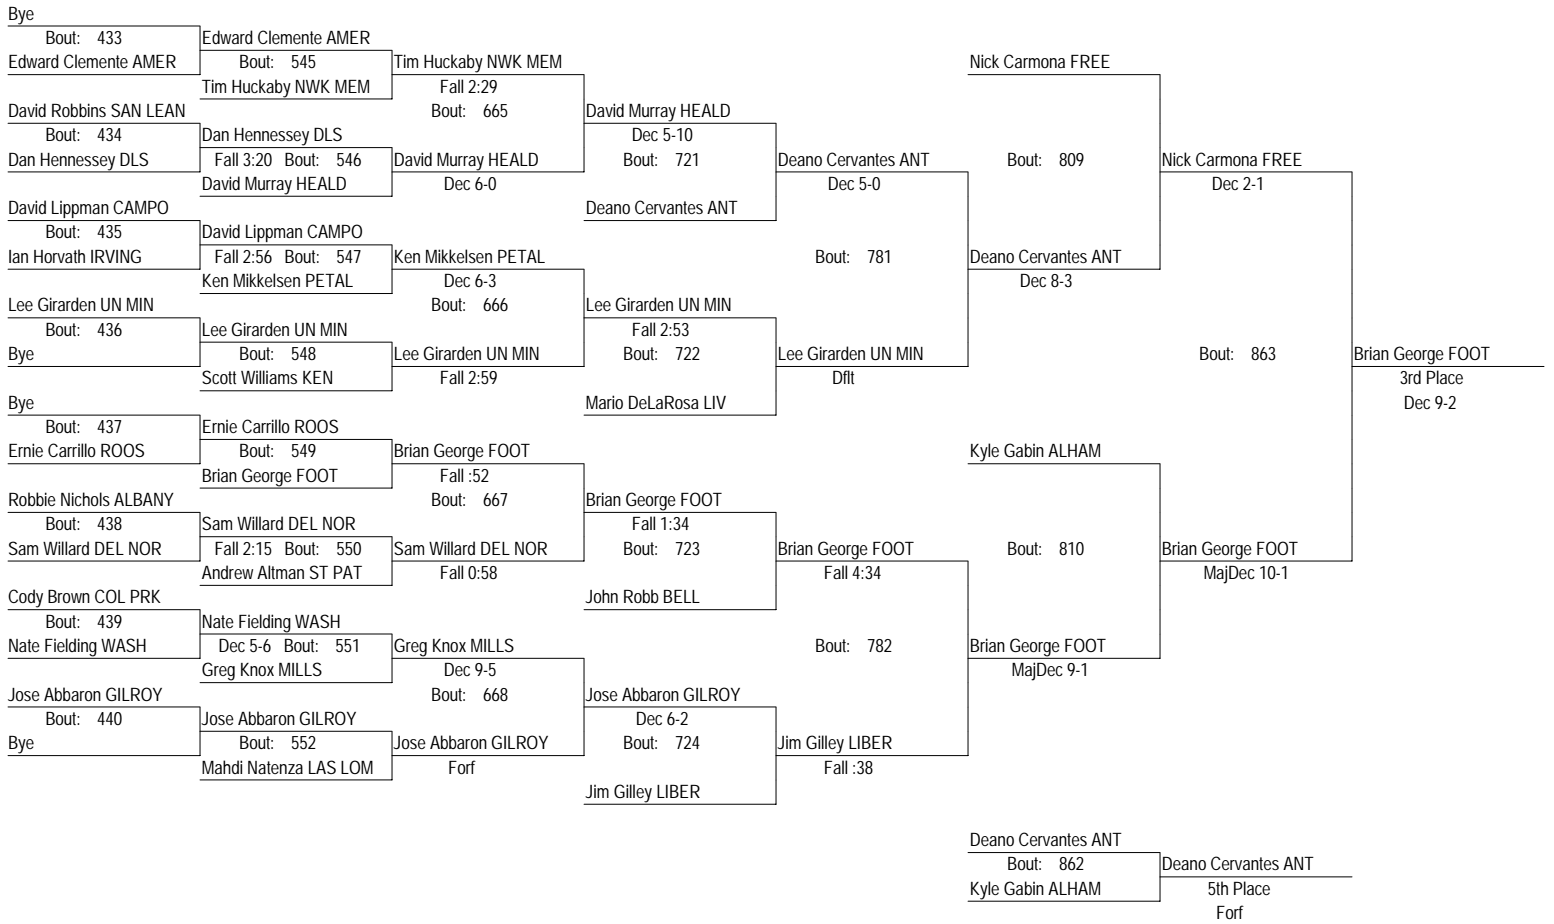 Bye
Bout: 433
Edward Clemente AMER
Edward Clemente AMER
Bout: 545
Tim Huckaby NWK MEM
Tim Huckaby NWK MEM
Fall 2:29
Bout: 665
David Robbins SAN LEAN
Bout: 434
Dan Hennessey DLS
Dan Hennessey DLS
Fall 3:20 Bout: 546
David Murray HEALD
David Murray HEALD
Dec 6-0
David Murray HEALD
Dec 5-10
Bout: 721
Deano Cervantes ANT
David Lippman CAMPO
Bout: 435
Ian Horvath IRVING
David Lippman CAMPO
Fall 2:56 Bout: 547
Ken Mikkelsen PETAL
Ken Mikkelsen PETAL
Dec 6-3
Bout: 666
Lee Girarden UN MIN
Bout: 436
Bye
Lee Girarden UN MIN
Bout: 548
Scott Williams KEN
Lee Girarden UN MIN
Fall 2:59
Lee Girarden UN MIN
Fall 2:53
Bout: 722
Mario DeLaRosa LIV
Deano Cervantes ANT
Dec 5-0
Bout: 781
Lee Girarden UN MIN
Dflt
Nick Carmona FREE
Bout: 809
Deano Cervantes ANT
Dec 8-3
Nick Carmona FREE
Dec 2-1
Bye
Bout: 437
Ernie Carrillo ROOS
Ernie Carrillo ROOS
Bout: 549
Brian George FOOT
Brian George FOOT
Fall :52
Bout: 667
Robbie Nichols ALBANY
Bout: 438
Sam Willard DEL NOR
Sam Willard DEL NOR
Fall 2:15 Bout: 550
Andrew Altman ST PAT
Sam Willard DEL NOR
Fall 0:58
Brian George FOOT
Fall 1:34
Bout: 723
John Robb BELL
Cody Brown COL PRK
Bout: 439
Nate Fielding WASH
Nate Fielding WASH
Dec 5-6 Bout: 551
Greg Knox MILLS
Greg Knox MILLS
Dec 9-5
Bout: 668
Jose Abbaron GILROY
Bout: 440
Bye
Jose Abbaron GILROY
Bout: 552
Mahdi Natenza LAS LOM
Jose Abbaron GILROY
Forf
Jose Abbaron GILROY
Dec 6-2
Bout: 724
Jim Gilley LIBER
Brian George FOOT
Fall 4:34
Bout: 782
Jim Gilley LIBER
Fall :38
Kyle Gabin ALHAM
Bout: 810
Brian George FOOT
MajDec 9-1
Brian George FOOT
MajDec 10-1
Bout: 863
Brian George FOOT
3rd Place
Dec 9-2
Deano Cervantes ANT
Bout: 862
Kyle Gabin ALHAM
Deano Cervantes ANT
5th Place
Forf